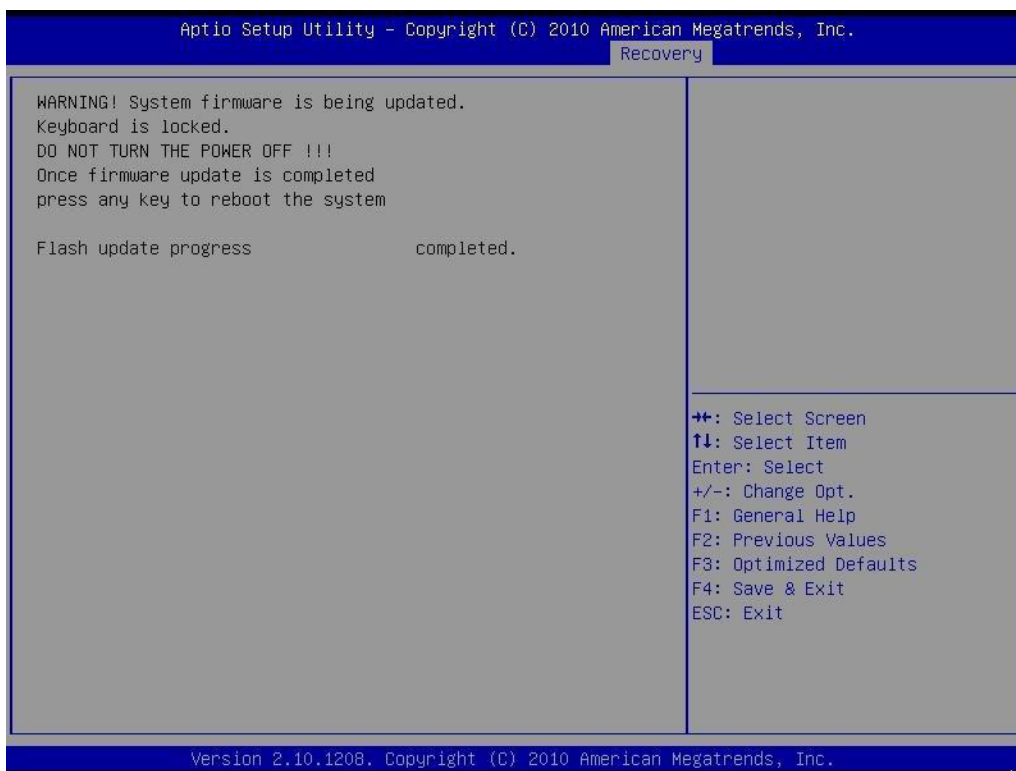 Aptio Setup Utility – Copyright (C) 2010 American Megatrends, Inc.
Recovery
WARNING! System firmware is being updated.
Keyboard is locked.
DO NOT TURN THE POWER OFF !!!
Once firmware update is completed
press any key to reboot the system
Flash update progress completed.
→←: Select Screen
↑↓: Select Item
Enter: Select
+/-: Change Opt.
F1: General Help
F2: Previous Values
F3: Optimized Defaults
F4: Save & Exit
ESC: Exit
Version 2.10.1208. Copyright (C) 2010 American Megatrends, Inc.